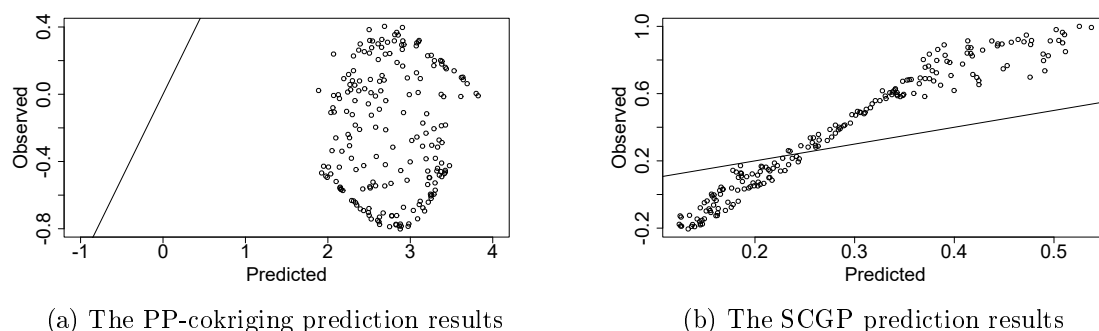 0.4
0.0
-0.4
-0.8
Observed
-1 0 1 2 3 4
Predicted
(a) The PP-cokriging prediction results
1.0
0.6
0.2
-0.2
Observed
0.2 0.3 0.4 0.5
Predicted
(b) The SCGP prediction results